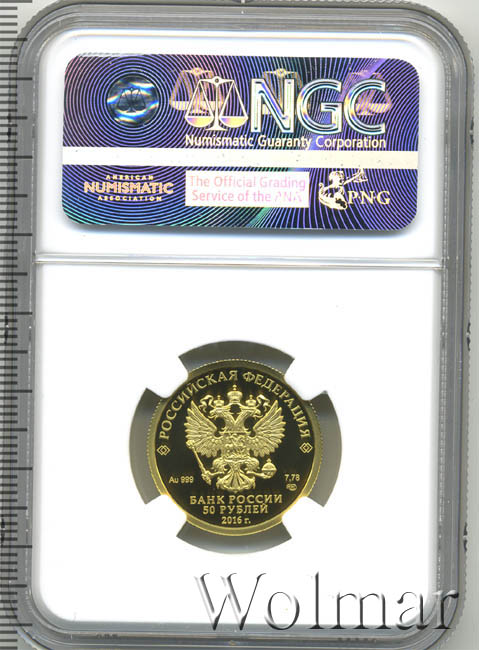 NGC
Numismatic Guaranty Corporation
AMERICAN
NUMISMATIC
ASSOCIATION
The Official Grading
Service of the ANA
PNG
РОССИЙСКАЯ ФЕДЕРАЦИЯ
Au 999
7,78
БАНК РОССИИ
50 РУБЛЕЙ
2016 г.
Wolmar